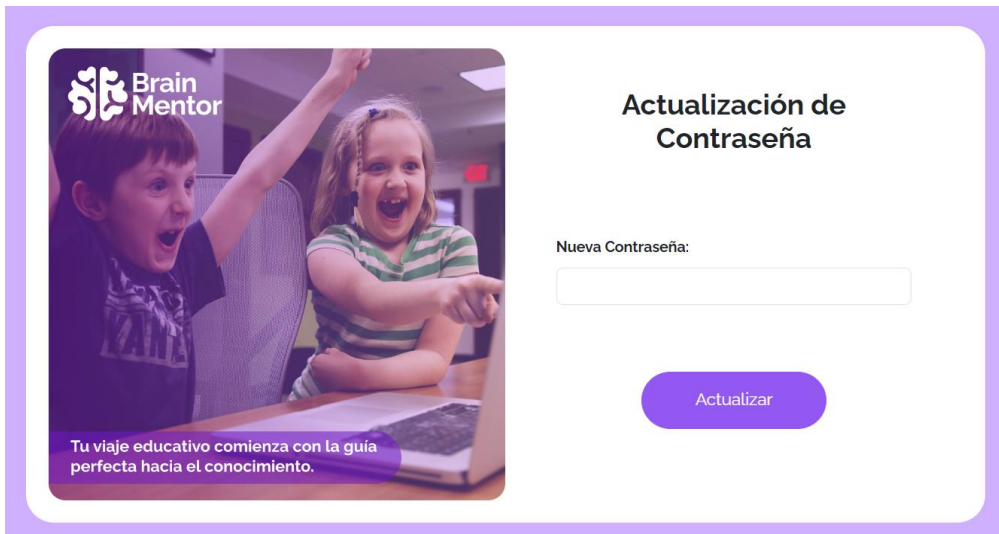 Brain
Mentor
Tu viaje educativo comienza con la guía
perfecta hacia el conocimiento.
Actualización de
Contraseña
Nueva Contraseña:
Actualizar